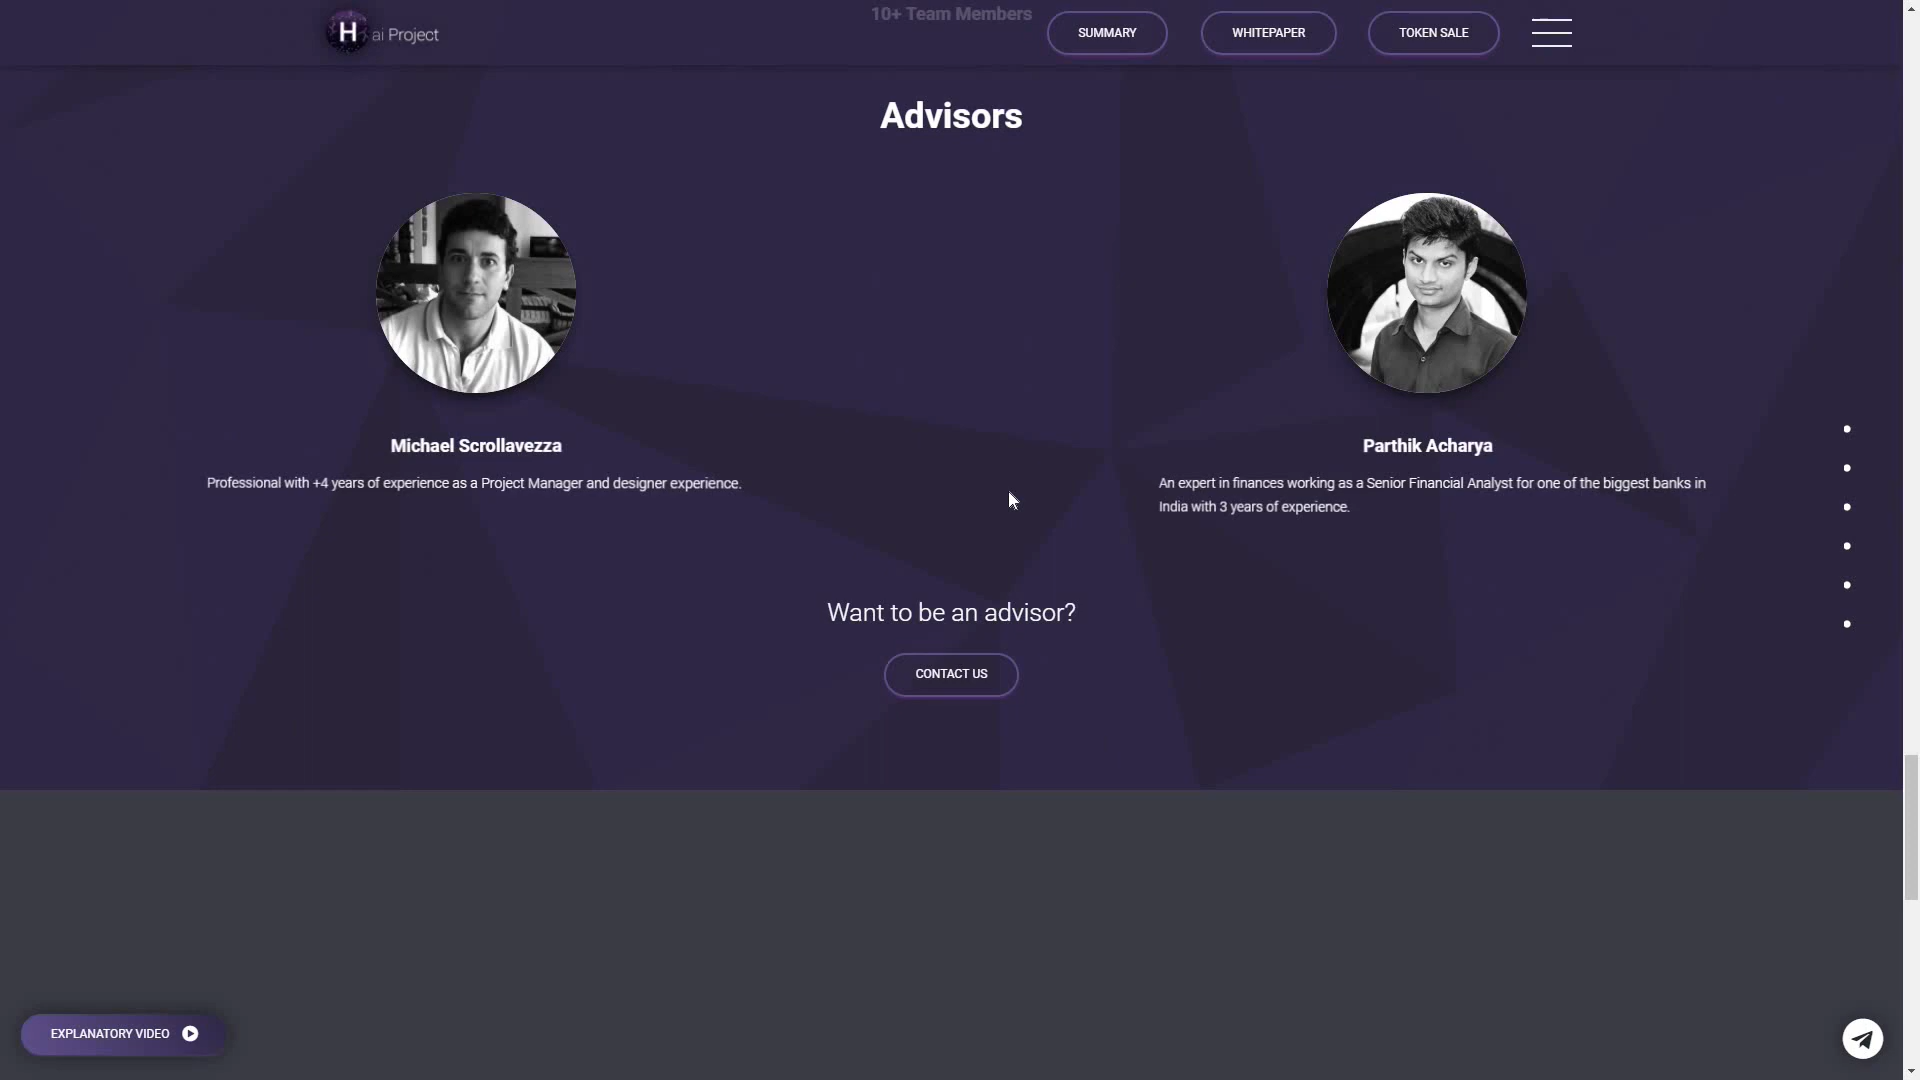 10+ Team Members
H ai Project
SUMMARY
WHITEPAPER
TOKEN SALE
Advisors
Michael Scrollavezza
Professional with +4 years of experience as a Project Manager and designer experience.
Parthik Acharya
An expert in finances working as a Senior Financial Analyst for one of the biggest banks in
India with 3 years of experience.
Want to be an advisor?
CONTACT US
EXPLANATORY VIDEO